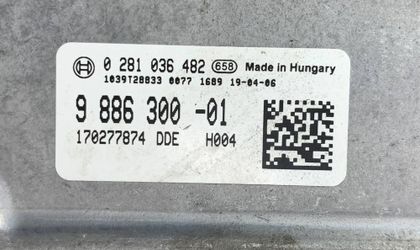 0 281 036 482 658 Made in Hungary
1039T28833 0077 1689 19-04-06
9 886 300 -01
170277874 DDE H004